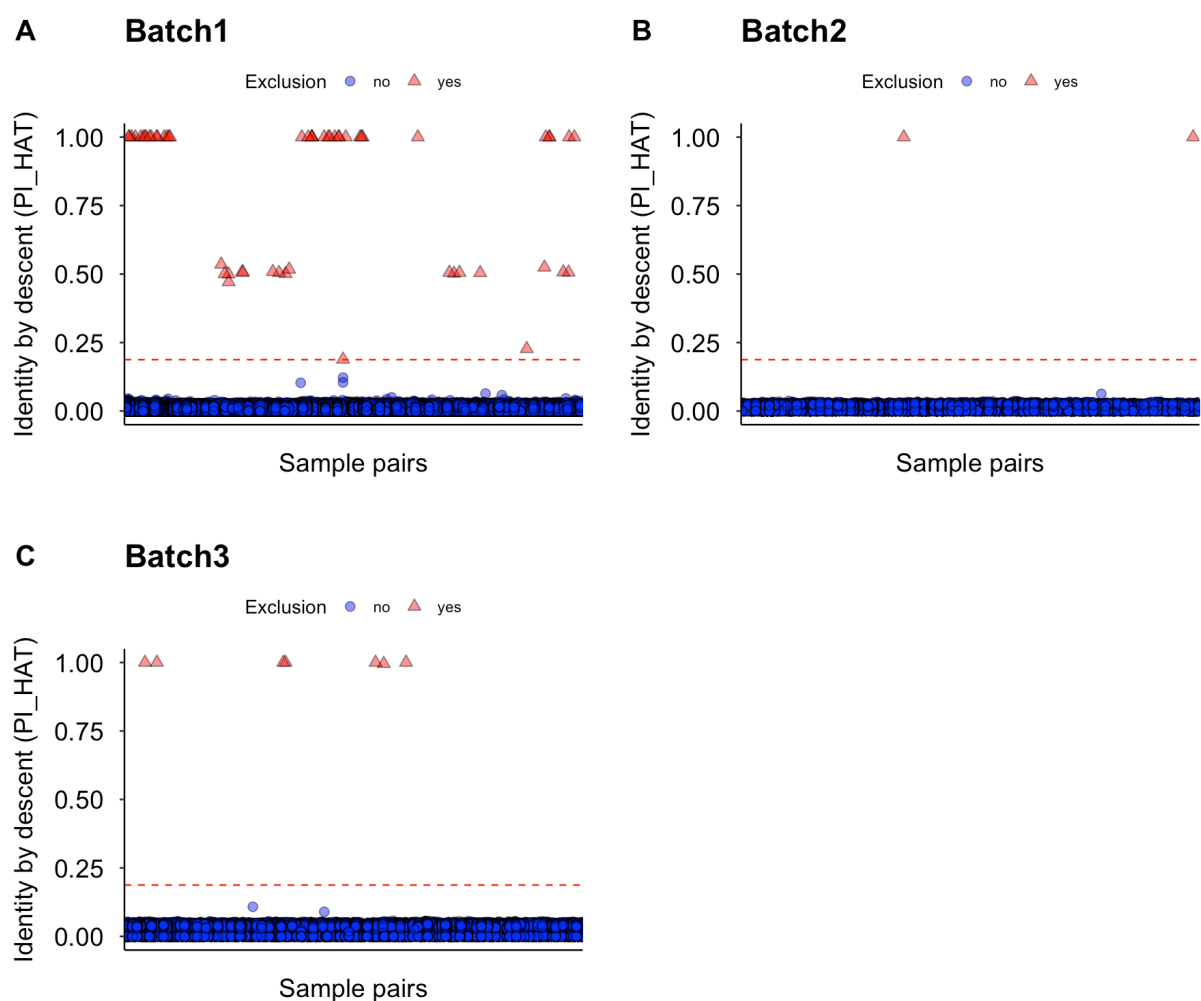 A Batch1
Exclusion no yes
Identity by descent (PI_HAT)
1.00
0.75
0.50
0.25
0.00
Sample pairs
B Batch2
Exclusion no yes
Identity by descent (PI_HAT)
1.00
0.75
0.50
0.25
0.00
Sample pairs
C Batch3
Exclusion no yes
Identity by descent (PI_HAT)
1.00
0.75
0.50
0.25
0.00
Sample pairs